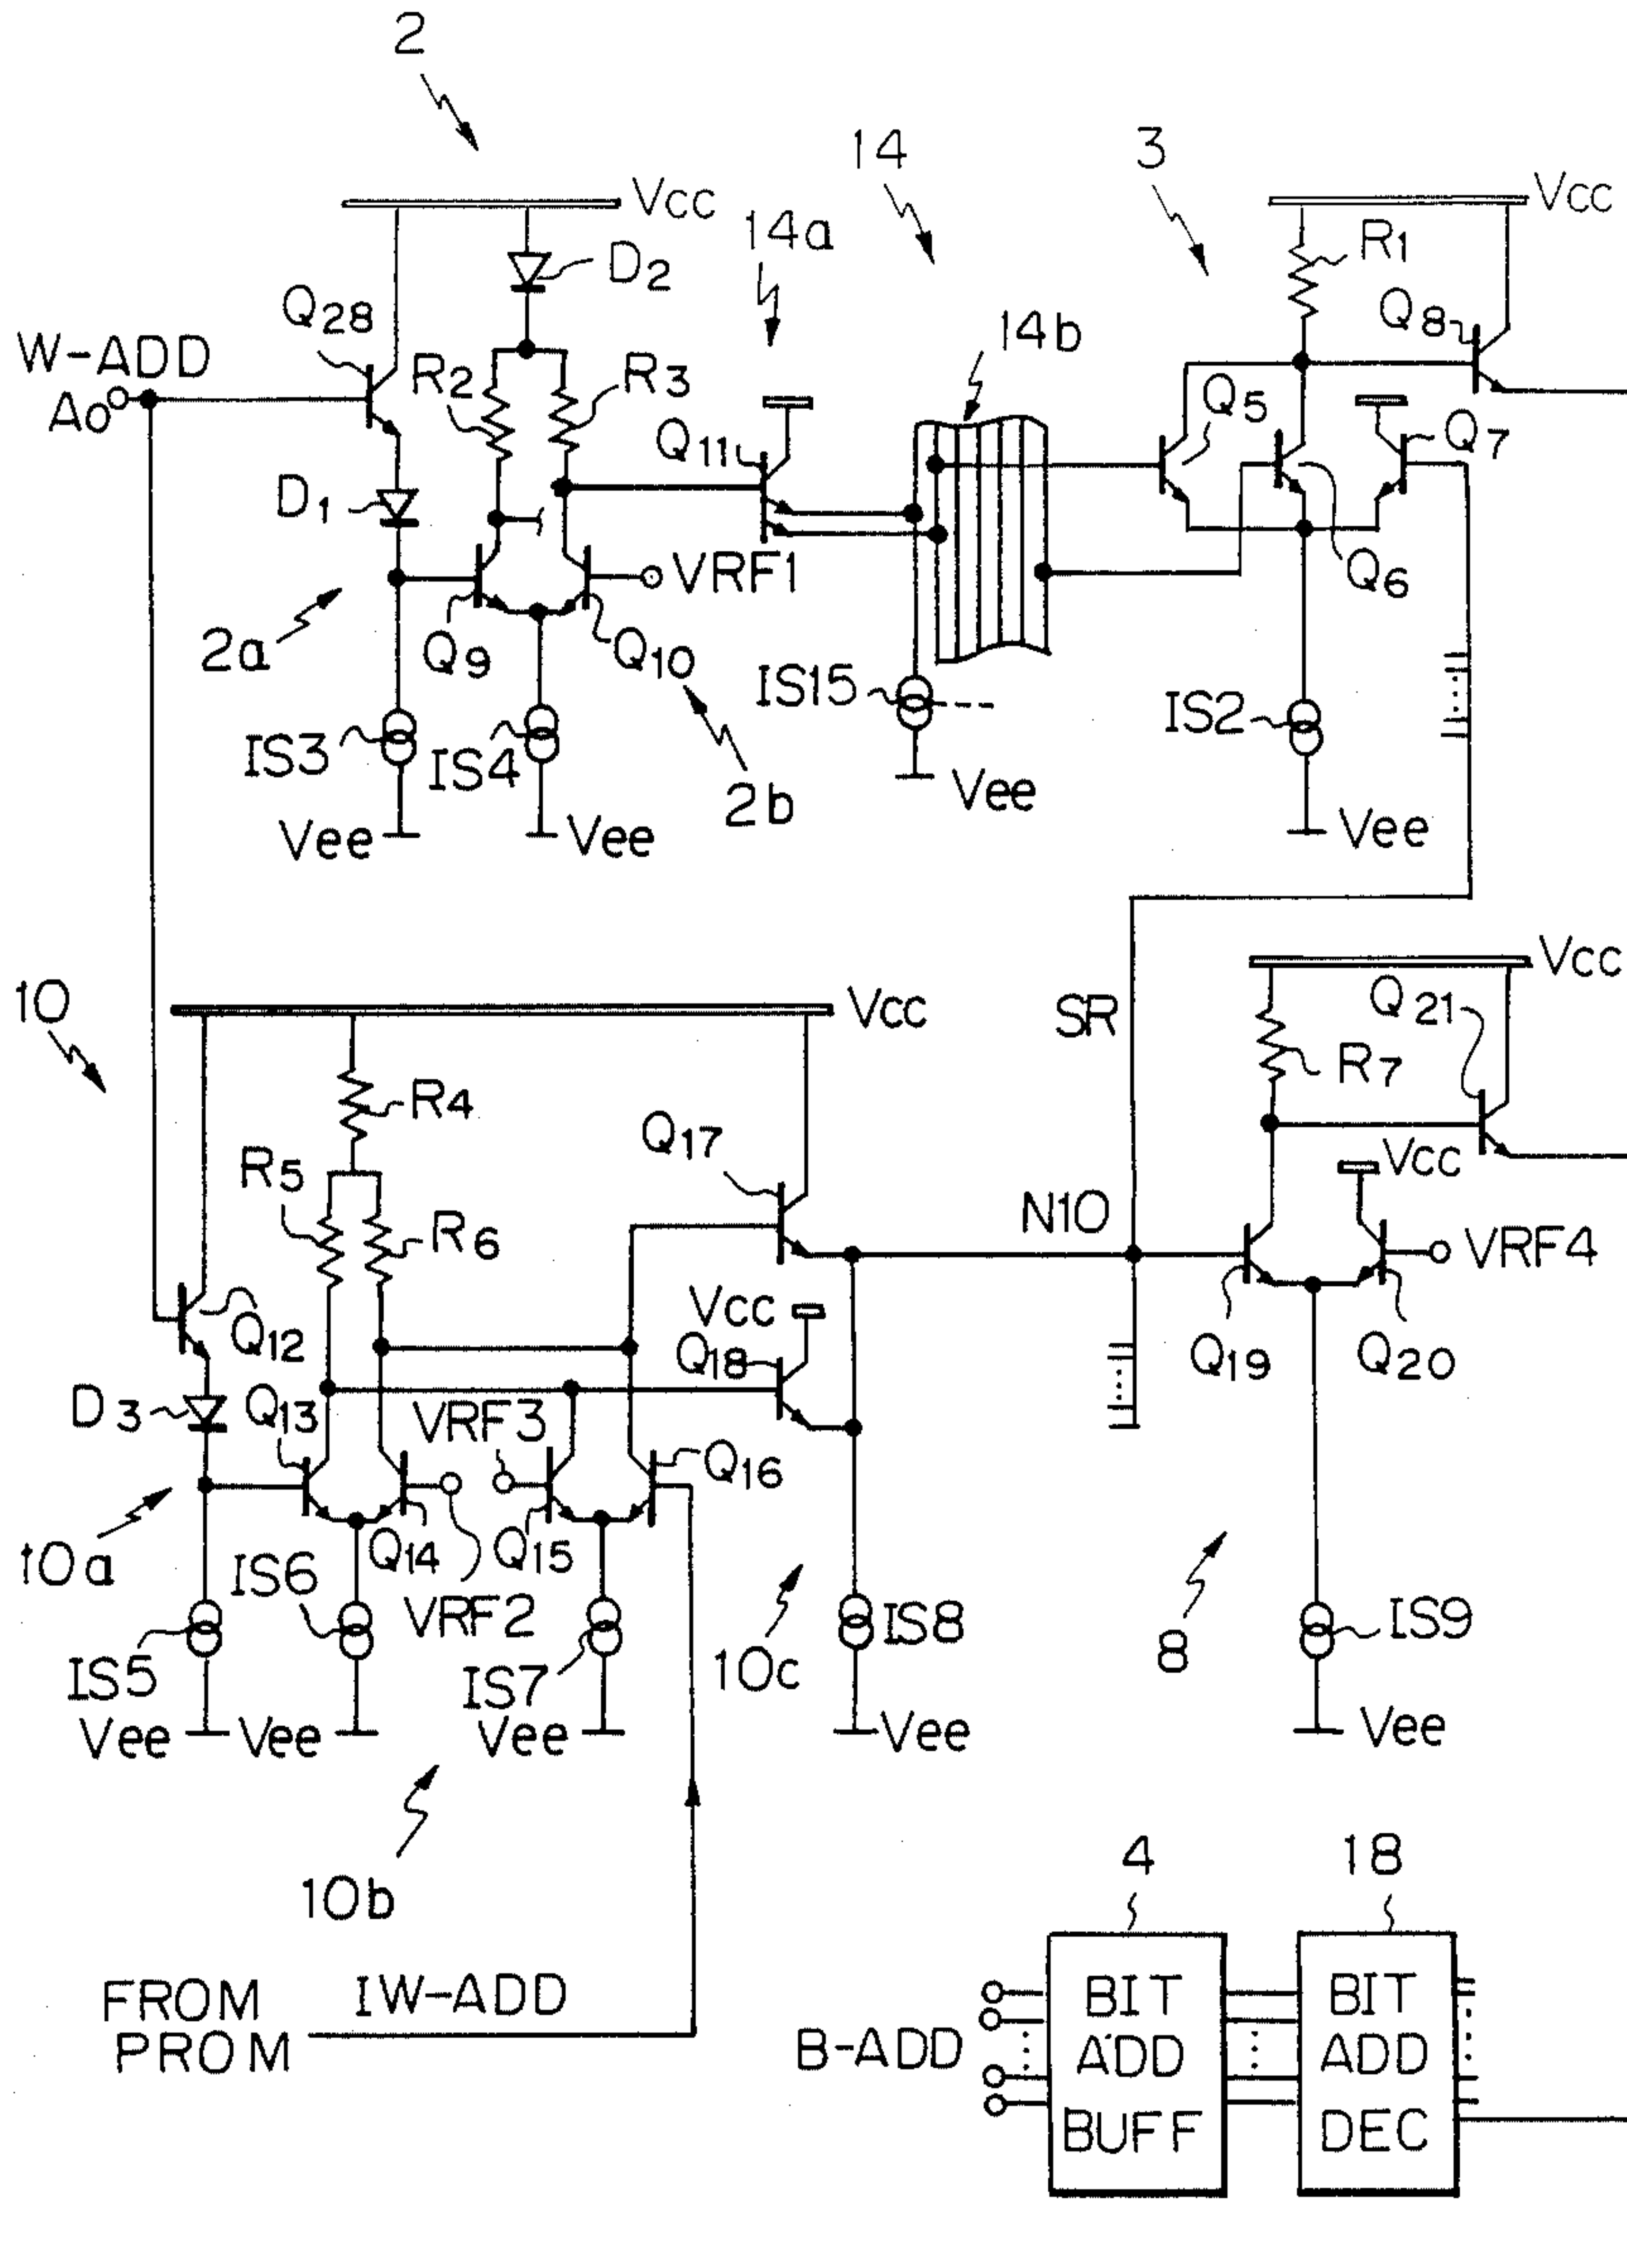 2
Vcc
14
3
Vcc
14a
D2
R1
Q28
14b
Q8
W-ADD
R2
R3
Q5
Ao
Q11
Q7
D1
VRF1
Q6
2a
Q9
Q10
IS15
IS2
IS3
IS4
2b
Vee
Vee
Vee
Vee
Vcc
10
Vcc
SR
Q21
R7
R4
Q17
R5
Vcc
N10
R6
VRF4
Vcc
Q12
Q18
Q19
Q20
D3
Q13
VRF3
Q16
10a
Q14
Q15
IS6
VRF2
IS8
IS9
10c
8
IS5
IS7
Vee
Vee
Vee
Vee
Vee
10b
4
18
FROM
PROM
IW-ADD
B-ADD
BIT
ADD
BUFF
BIT
ADD
DEC